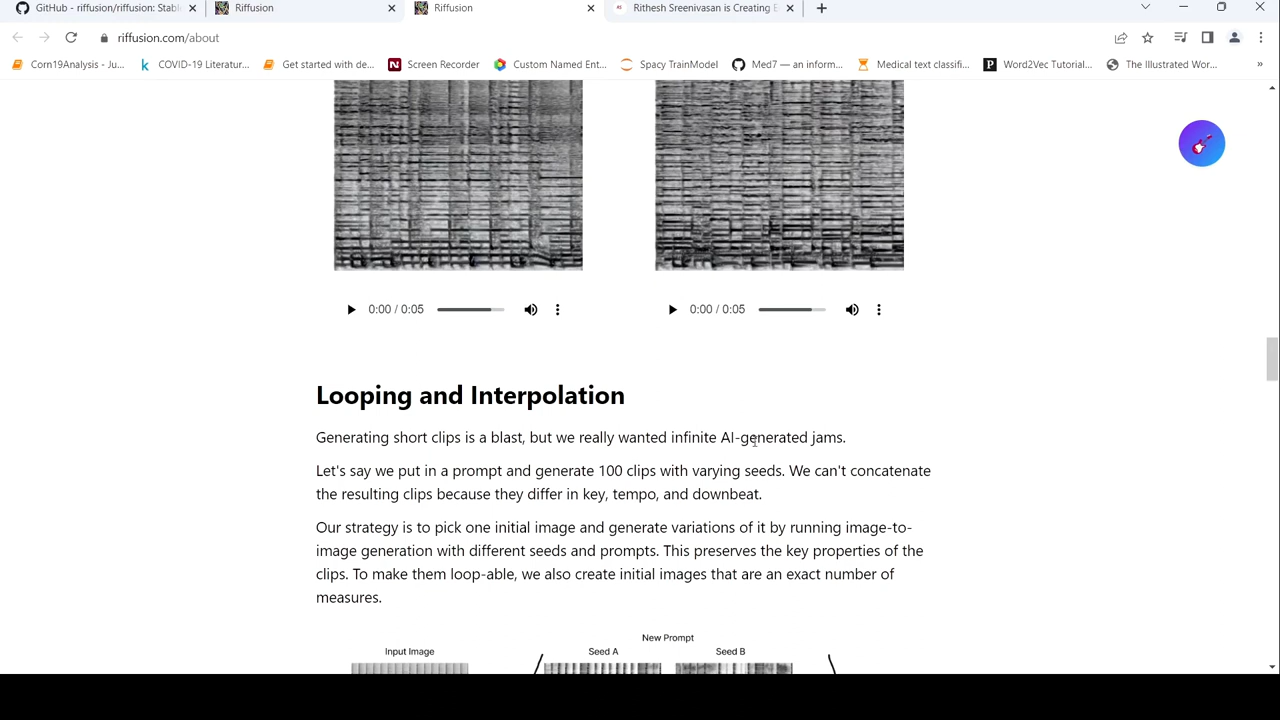 GitHub - riffusion/riffusion: Stabl
Riffusion
Riffusion
Rithesh Sreenivasan is Creating E
riffusion.com/about
Corn19Analysis - Ju...
COVID-19 Literatur...
Get started with de...
Screen Recorder
Custom Named Ent...
Spacy TrainModel
Med7 — an inform...
Medical text classifi...
Word2Vec Tutorial...
The Illustrated Wor...
»
0:00 / 0:05
0:00 / 0:05
Looping and Interpolation
Generating short clips is a blast, but we really wanted infinite AI-generated jams.
Let's say we put in a prompt and generate 100 clips with varying seeds. We can't concatenate
the resulting clips because they differ in key, tempo, and downbeat.
Our strategy is to pick one initial image and generate variations of it by running image-to-
image generation with different seeds and prompts. This preserves the key properties of the
clips. To make them loop-able, we also create initial images that are an exact number of
measures.
New Prompt
Input Image
Seed A
Seed B